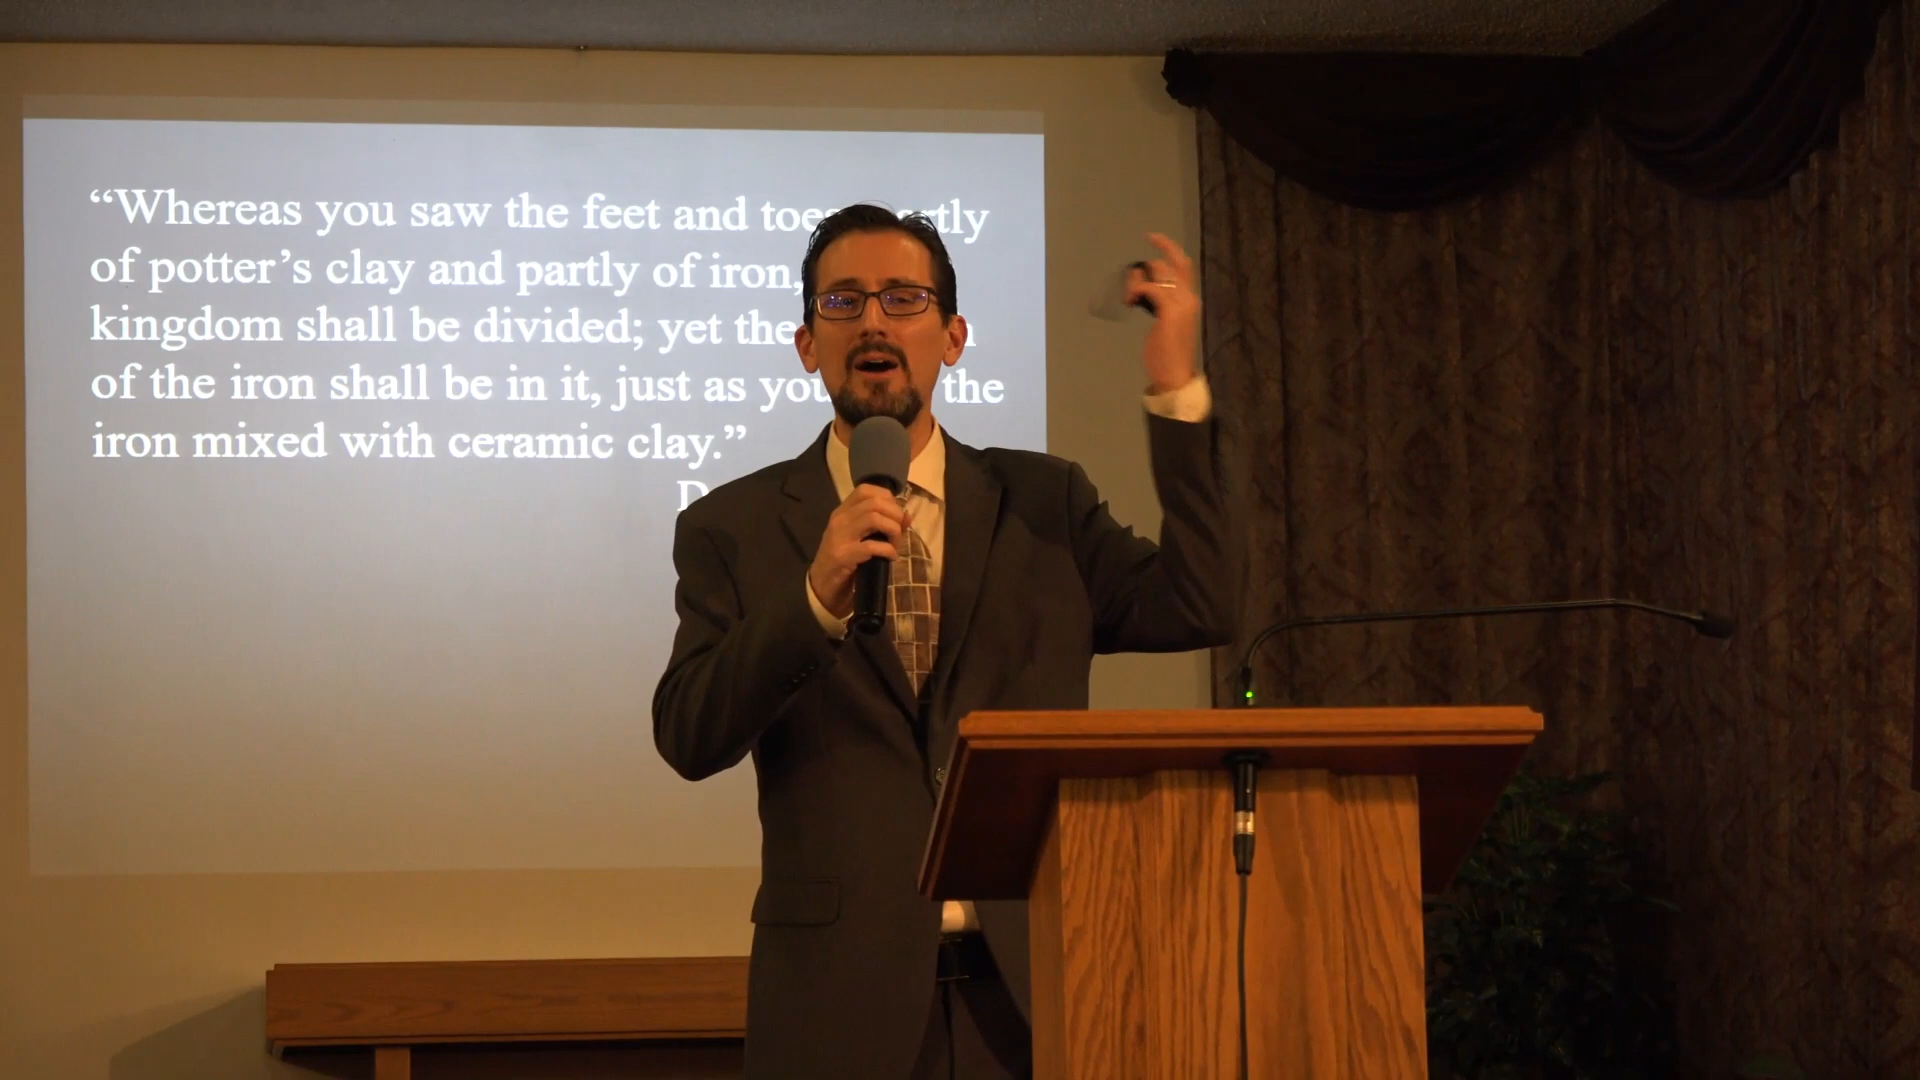 “Whereas you saw the feet and toes partly
of potter’s clay and partly of iron,
kingdom shall be divided; yet the
of the iron shall be in it, just as you the
iron mixed with ceramic clay.”